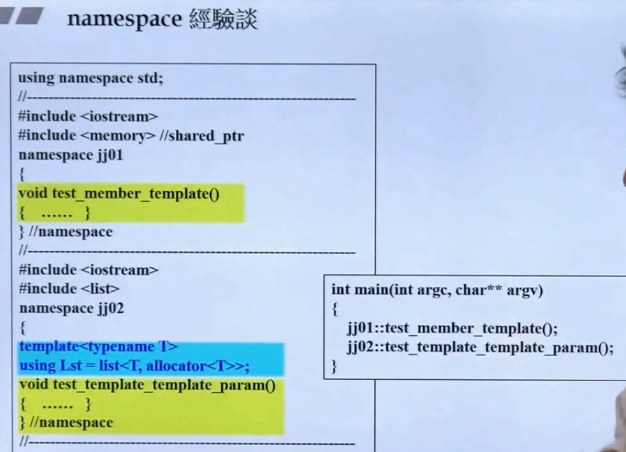 namespace 經驗談
using namespace std;
//----------------------------------------------------------------
#include <iostream>
#include <memory> //shared_ptr
namespace jj01
{
void test_member_template()
{ ...... }
} //namespace
//----------------------------------------------------------------
#include <iostream>
#include <list>
namespace jj02
{
template<typename T>
using Lst = list<T, allocator<T>>;
void test_template_template_param()
{ ...... }
} //namespace
//----------------------------------------------------------------
int main(int argc, char** argv)
{
jj01::test_member_template();
jj02::test_template_template_param();
}